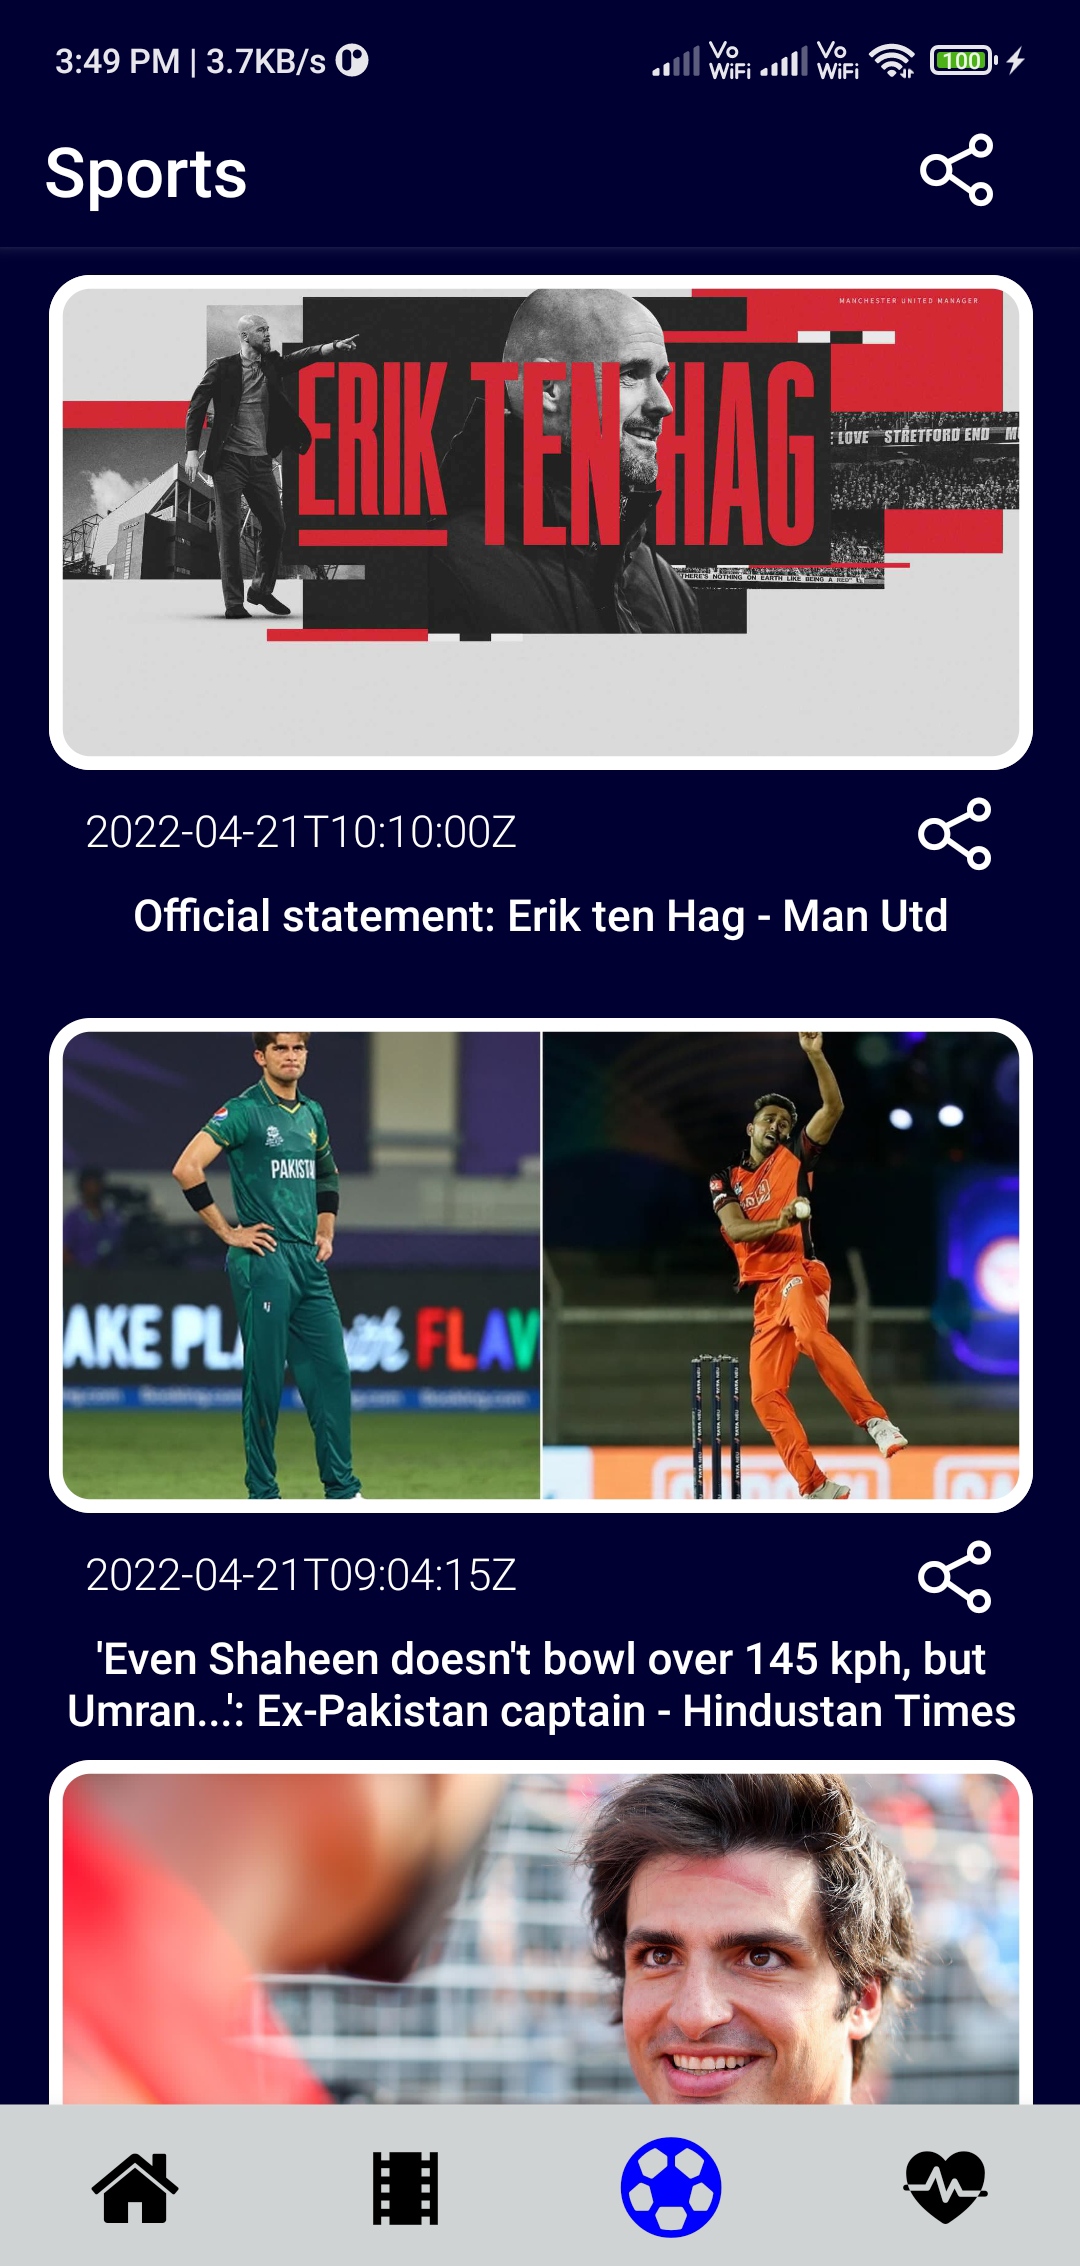 3:49 PM | 3.7KB/s
Vo
WiFi
Vo
WiFi
100
Sports
MANCHESTER UNITED MANAGER
ERIK TEN HAG
E LOVE STRETFORD END
THERE'S NOTHING ON EARTH LIKE BEING A RED"
2022-04-21T10:10:00Z
Official statement: Erik ten Hag - Man Utd
PAKIST
AKE PLA with FLAV
2022-04-21T09:04:15Z
'Even Shaheen doesn't bowl over 145 kph, but
Umran...': Ex-Pakistan captain - Hindustan Times